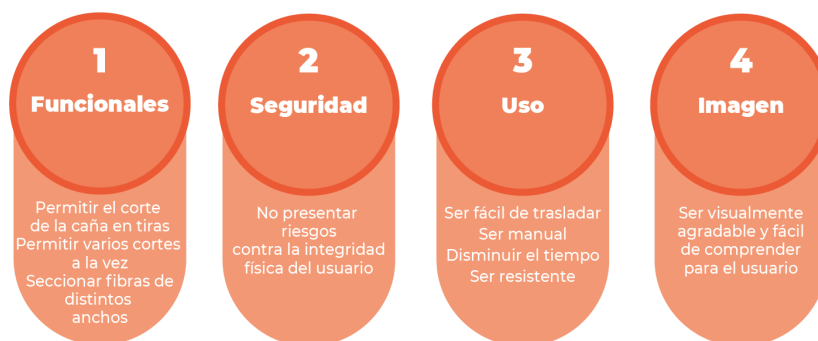 1
Funcionales
Permitir el corte
de la caña en tiras
Permitir varios cortes
a la vez
Seccionar fibras de
distintos
anchos
2
Seguridad
No presentar
riesgos
contra la integridad
física del usuario
3
Uso
Ser fácil de trasladar
Ser manual
Disminuir el tiempo
Ser resistente
4
Imagen
Ser visualmente
agradable y fácil
de comprender
para el usuario